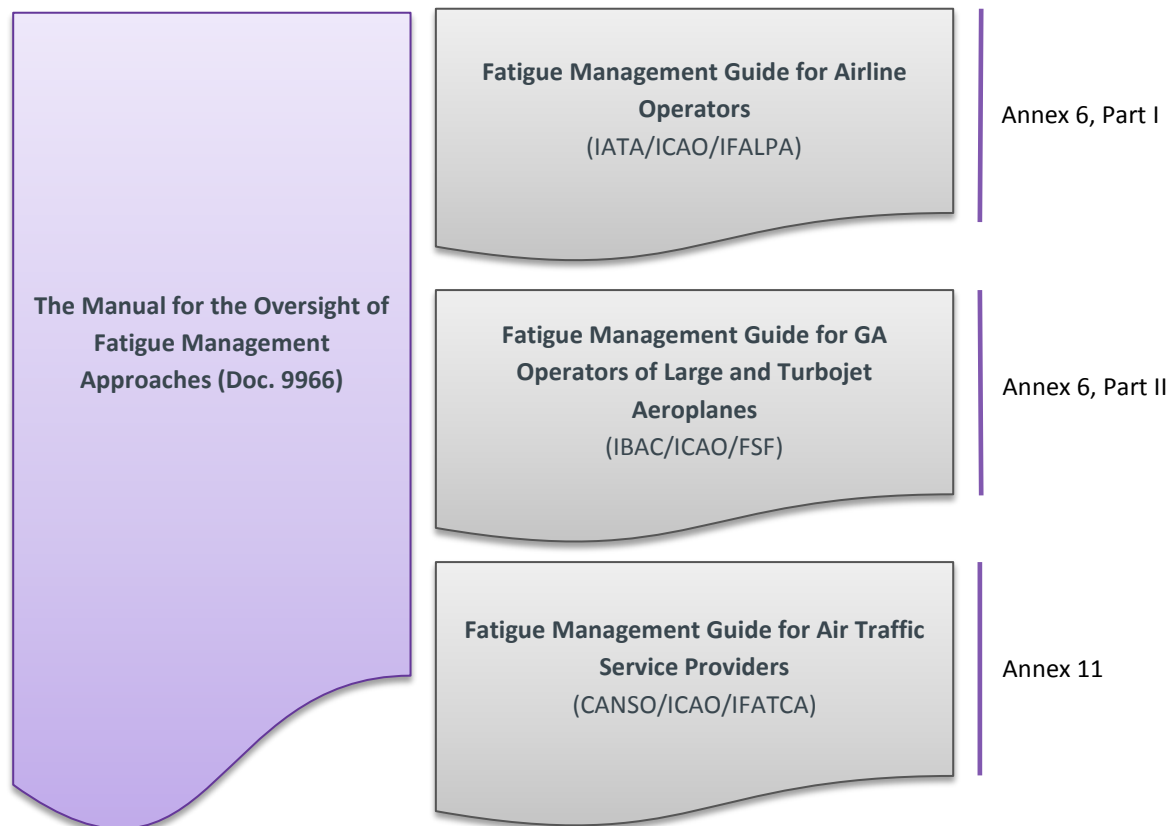 The Manual for the Oversight of
Fatigue Management
Approaches (Doc. 9966)
Fatigue Management Guide for Airline
Operators
(IATA/ICAO/IFALPA)
Annex 6, Part I
Fatigue Management Guide for GA
Operators of Large and Turbojet
Aeroplanes
(IBAC/ICAO/FSF)
Annex 6, Part II
Fatigue Management Guide for Air Traffic
Service Providers
(CANSO/ICAO/IFATCA)
Annex 11